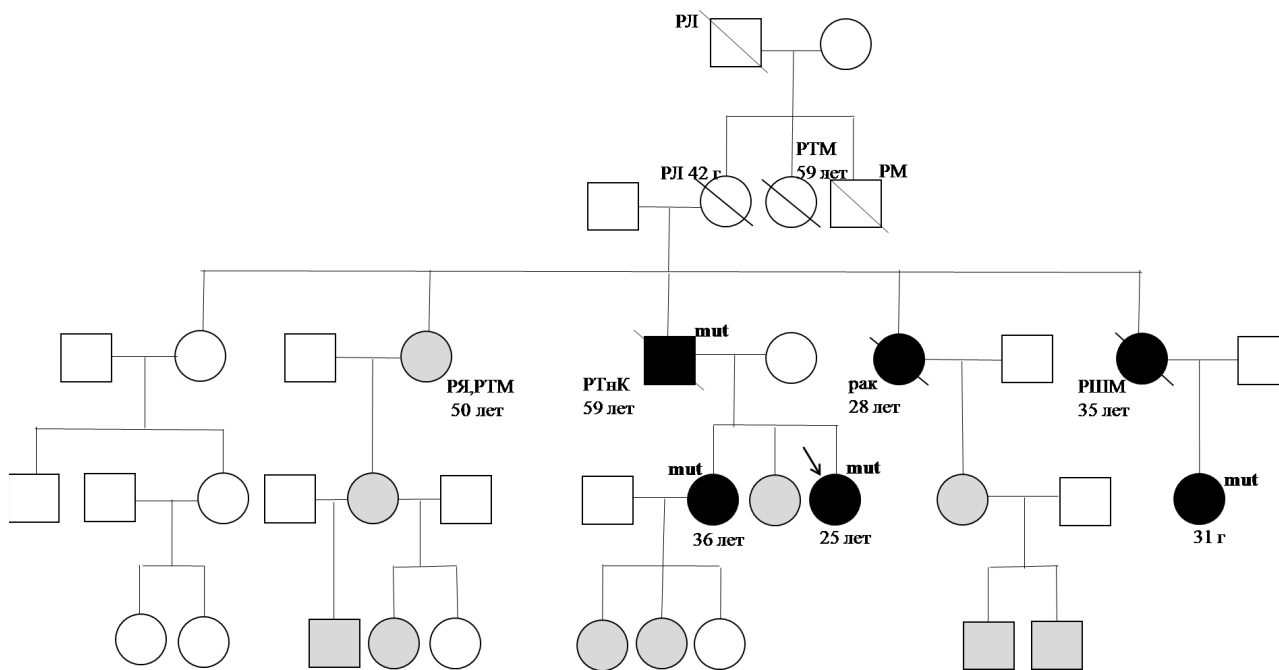 РЛ
РТМ
59 лет
РЛ 42 г
РМ
mut
РЯ,РТМ
50 лет
РТнК
59 лет
рак
28 лет
РШМ
35 лет
mut
mut
mut
36 лет
25 лет
31 г